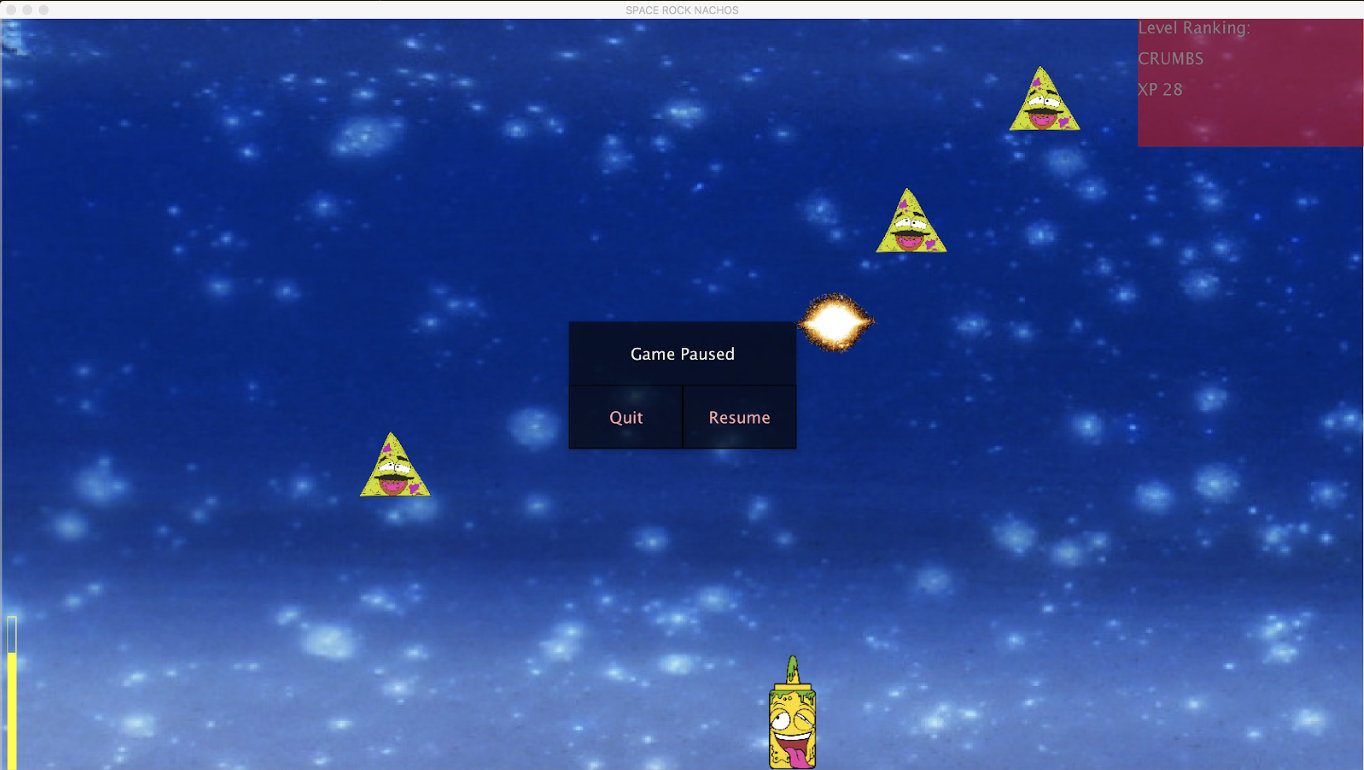 SPACE ROCK NACHOS
Level Ranking:
CRUMBS
XP 28
Game Paused
Quit
Resume